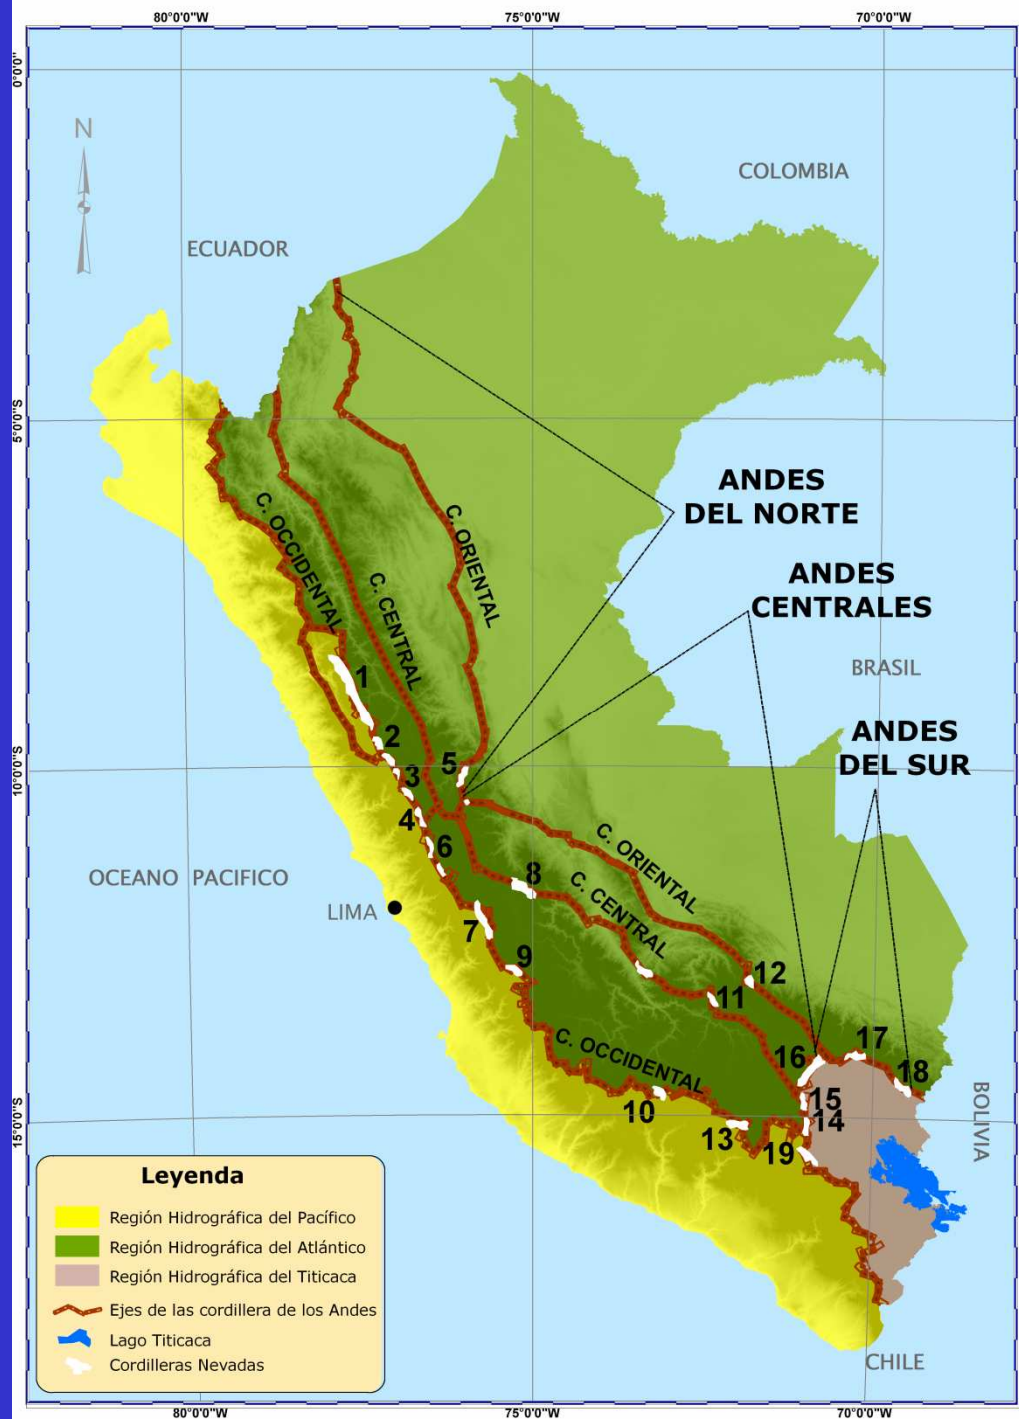 80°0'0"W 75°0'0"W 70°0'0"W
0°0'0"
N
COLOMBIA
ECUADOR
5°0'0"S
ANDES
DEL NORTE
C. OCCIDENTAL
C. ORIENTAL
C. CENTRAL
ANDES
CENTRALES
BRASIL
1
ANDES
DEL SUR
2
5
3
10°0'0"S
4
6
C. ORIENTAL
OCEANO PACIFICO
8
C. CENTRAL
LIMA
7
9
12
11
C. OCCIDENTAL
16
17
18
10
15
14
13
19
15°0'0"S
BOLIVIA
Leyenda
Región Hidrográfica del Pacífico
Región Hidrográfica del Atlántico
Región Hidrográfica del Titicaca
Ejes de las cordillera de los Andes
Lago Titicaca
Cordilleras Nevadas
CHILE
80°0'0"W 75°0'0"W 70°0'0"W